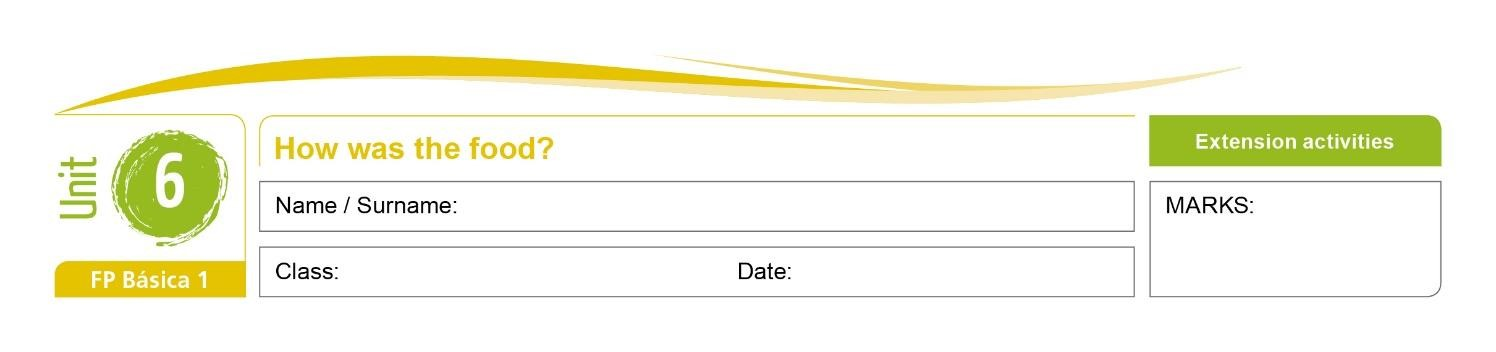 Unit
6
FP Básica 1
How was the food?
Name / Surname:
Class: Date:
Extension activities
MARKS: